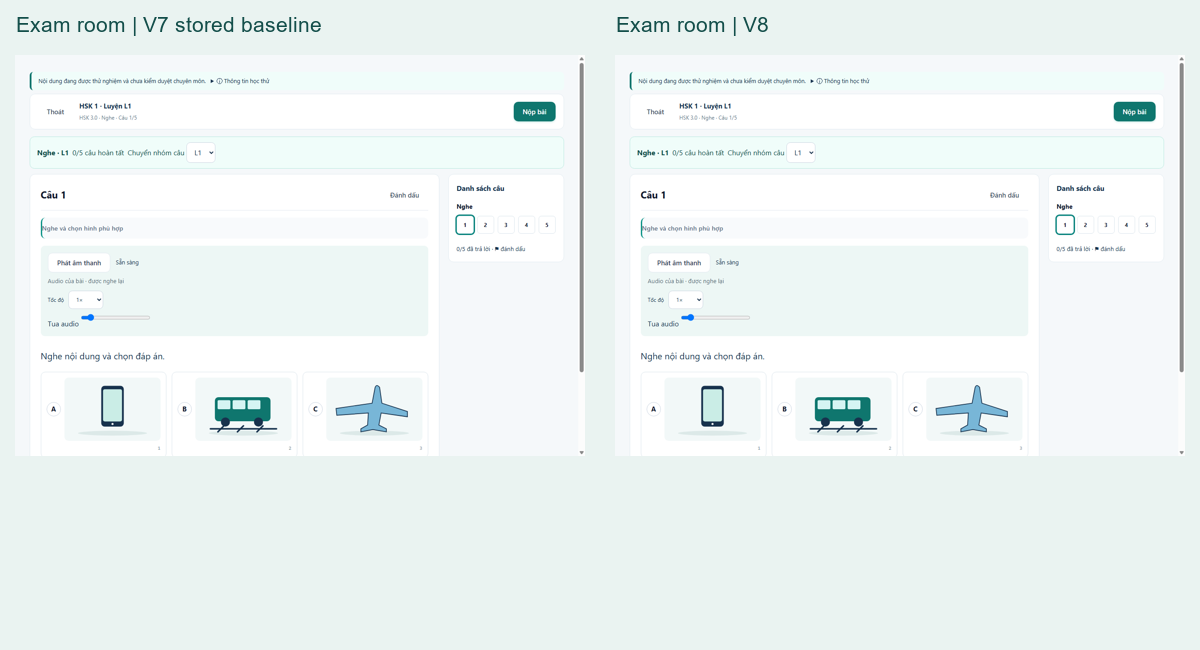 Exam room | V7 stored baseline
Nội dung đang được thử nghiệm và chưa kiểm duyệt chuyên môn. ▶ ⓘ Thông tin học thử
Thoát
HSK 1 - Luyện L1
HSK 3.0 · Nghe · Câu 1/5
Nộp bài
Nghe · L1 0/5 câu hoàn tất Chuyển nhóm câu L1
Câu 1
Đánh dấu
Nghe và chọn hình phù hợp
Phát âm thanh Sẵn sàng
Audio của bài · được nghe lại
Tốc độ 1×
Tua audio
Nghe nội dung và chọn đáp án.
A
B
C
1
2
3
Danh sách câu
Nghe
1 2 3 4 5
0/5 đã trả lời · ⚑ đánh dấu
Exam room | V8
Nội dung đang được thử nghiệm và chưa kiểm duyệt chuyên môn. ▶ ⓘ Thông tin học thử
Thoát
HSK 1 - Luyện L1
HSK 3.0 · Nghe · Câu 1/5
Nộp bài
Nghe · L1 0/5 câu hoàn tất Chuyển nhóm câu L1
Câu 1
Đánh dấu
Nghe và chọn hình phù hợp
Phát âm thanh Sẵn sàng
Audio của bài · được nghe lại
Tốc độ 1×
Tua audio
Nghe nội dung và chọn đáp án.
A
B
C
1
2
3
Danh sách câu
Nghe
1 2 3 4 5
0/5 đã trả lời · ⚑ đánh dấu